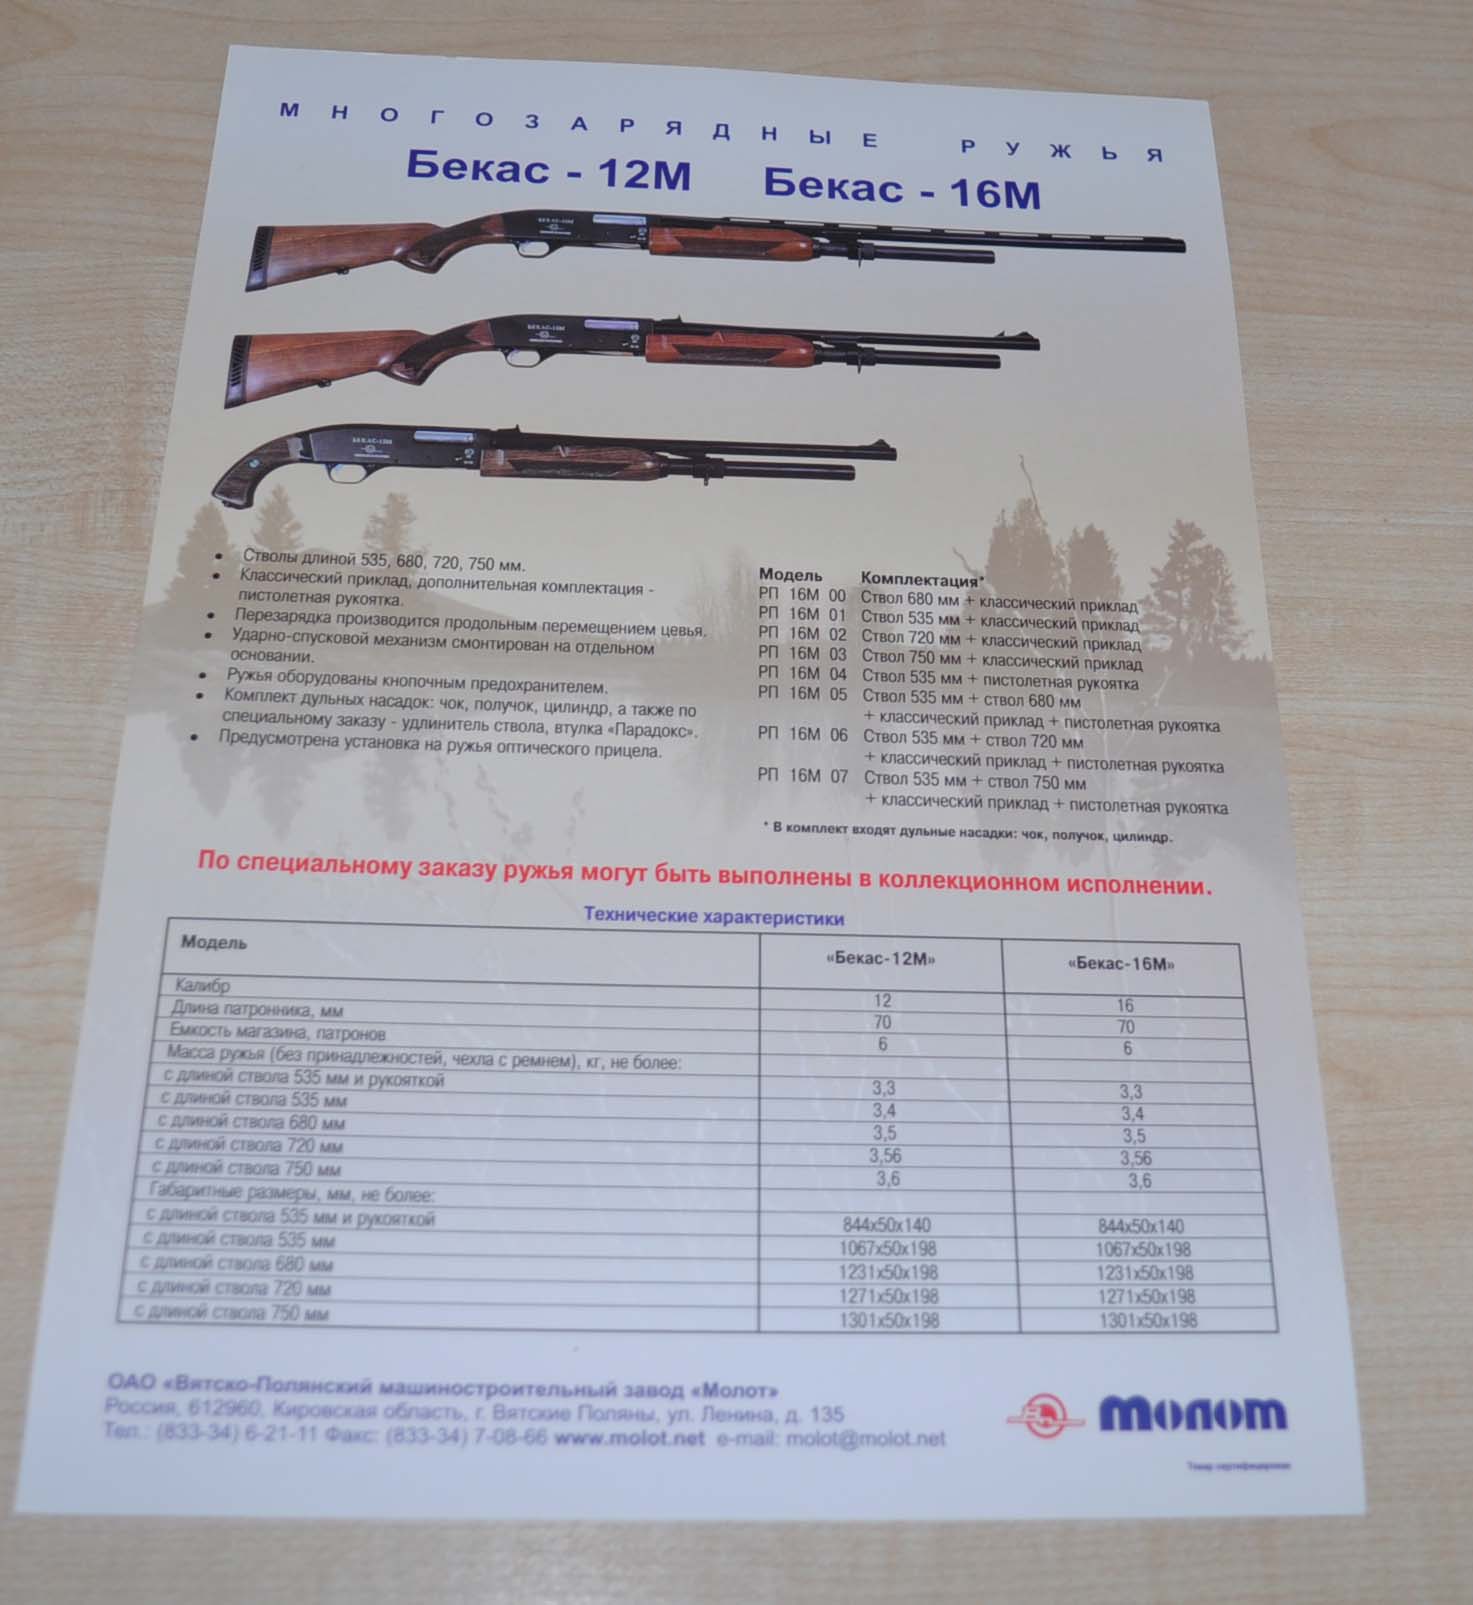 МНОГОЗАРЯДНЫЕ РУЖЬЯ
Бекас - 12М Бекас - 16М
БЕКАС-12М
БЕКАС-12М
• Стволы длиной 535, 680, 720, 750 мм.
• Классический приклад, дополнительная комплектация -
пистолетная рукоятка.
• Перезарядка производится продольным перемещением цевья.
• Ударно-спусковой механизм смонтирован на отдельном
основании.
• Ружья оборудованы кнопочным предохранителем.
• Комплект дульных насадок: чок, получок, цилиндр, а также по
специальному заказу - удлинитель ствола, втулка «Парадокс».
• Предусмотрена установка на ружья оптического прицела.
Модель Комплектация*
РП 16М 00 Ствол 680 мм + классический приклад
РП 16М 01 Ствол 535 мм + классический приклад
РП 16М 02 Ствол 720 мм + классический приклад
РП 16М 03 Ствол 750 мм + классический приклад
РП 16М 04 Ствол 535 мм + пистолетная рукоятка
РП 16М 05 Ствол 535 мм + ствол 680 мм
+ классический приклад + пистолетная рукоятка
РП 16М 06 Ствол 535 мм + ствол 720 мм
+ классический приклад + пистолетная рукоятка
РП 16М 07 Ствол 535 мм + ствол 750 мм
+ классический приклад + пистолетная рукоятка
* В комплект входят дульные насадки: чок, получок, цилиндр.
По специальному заказу ружья могут быть выполнены в коллекционном исполнении.
Технические характеристики
Модель «Бекас-12М» «Бекас-16М»
Калибр 12 16
Длина патронника, мм 70 70
Емкость магазина, патронов 6 6
Масса ружья (без принадлежностей, чехла с ремнем), кг, не более:
с длиной ствола 535 мм и рукояткой 3,3 3,3
с длиной ствола 535 мм 3,4 3,4
с длиной ствола 680 мм 3,5 3,5
с длиной ствола 720 мм 3,56 3,56
с длиной ствола 750 мм 3,6 3,6
Габаритные размеры, мм, не более:
с длиной ствола 535 мм и рукояткой 844х50х140 844х50х140
с длиной ствола 535 мм 1067х50х198 1067х50х198
с длиной ствола 680 мм 1231х50х198 1231х50х198
с длиной ствола 720 мм 1271х50х198 1271х50х198
с длиной ствола 750 мм 1301х50х198 1301х50х198
ОАО «Вятско-Полянский машиностроительный завод «Молот»
Россия, 612960, Кировская область, г. Вятские Поляны, ул. Ленина, д. 135
Тел.: (833-34) 6-21-11 Факс: (833-34) 7-08-66 www.molot.net e-mail: molot@molot.net
Молот
Товар сертифицирован